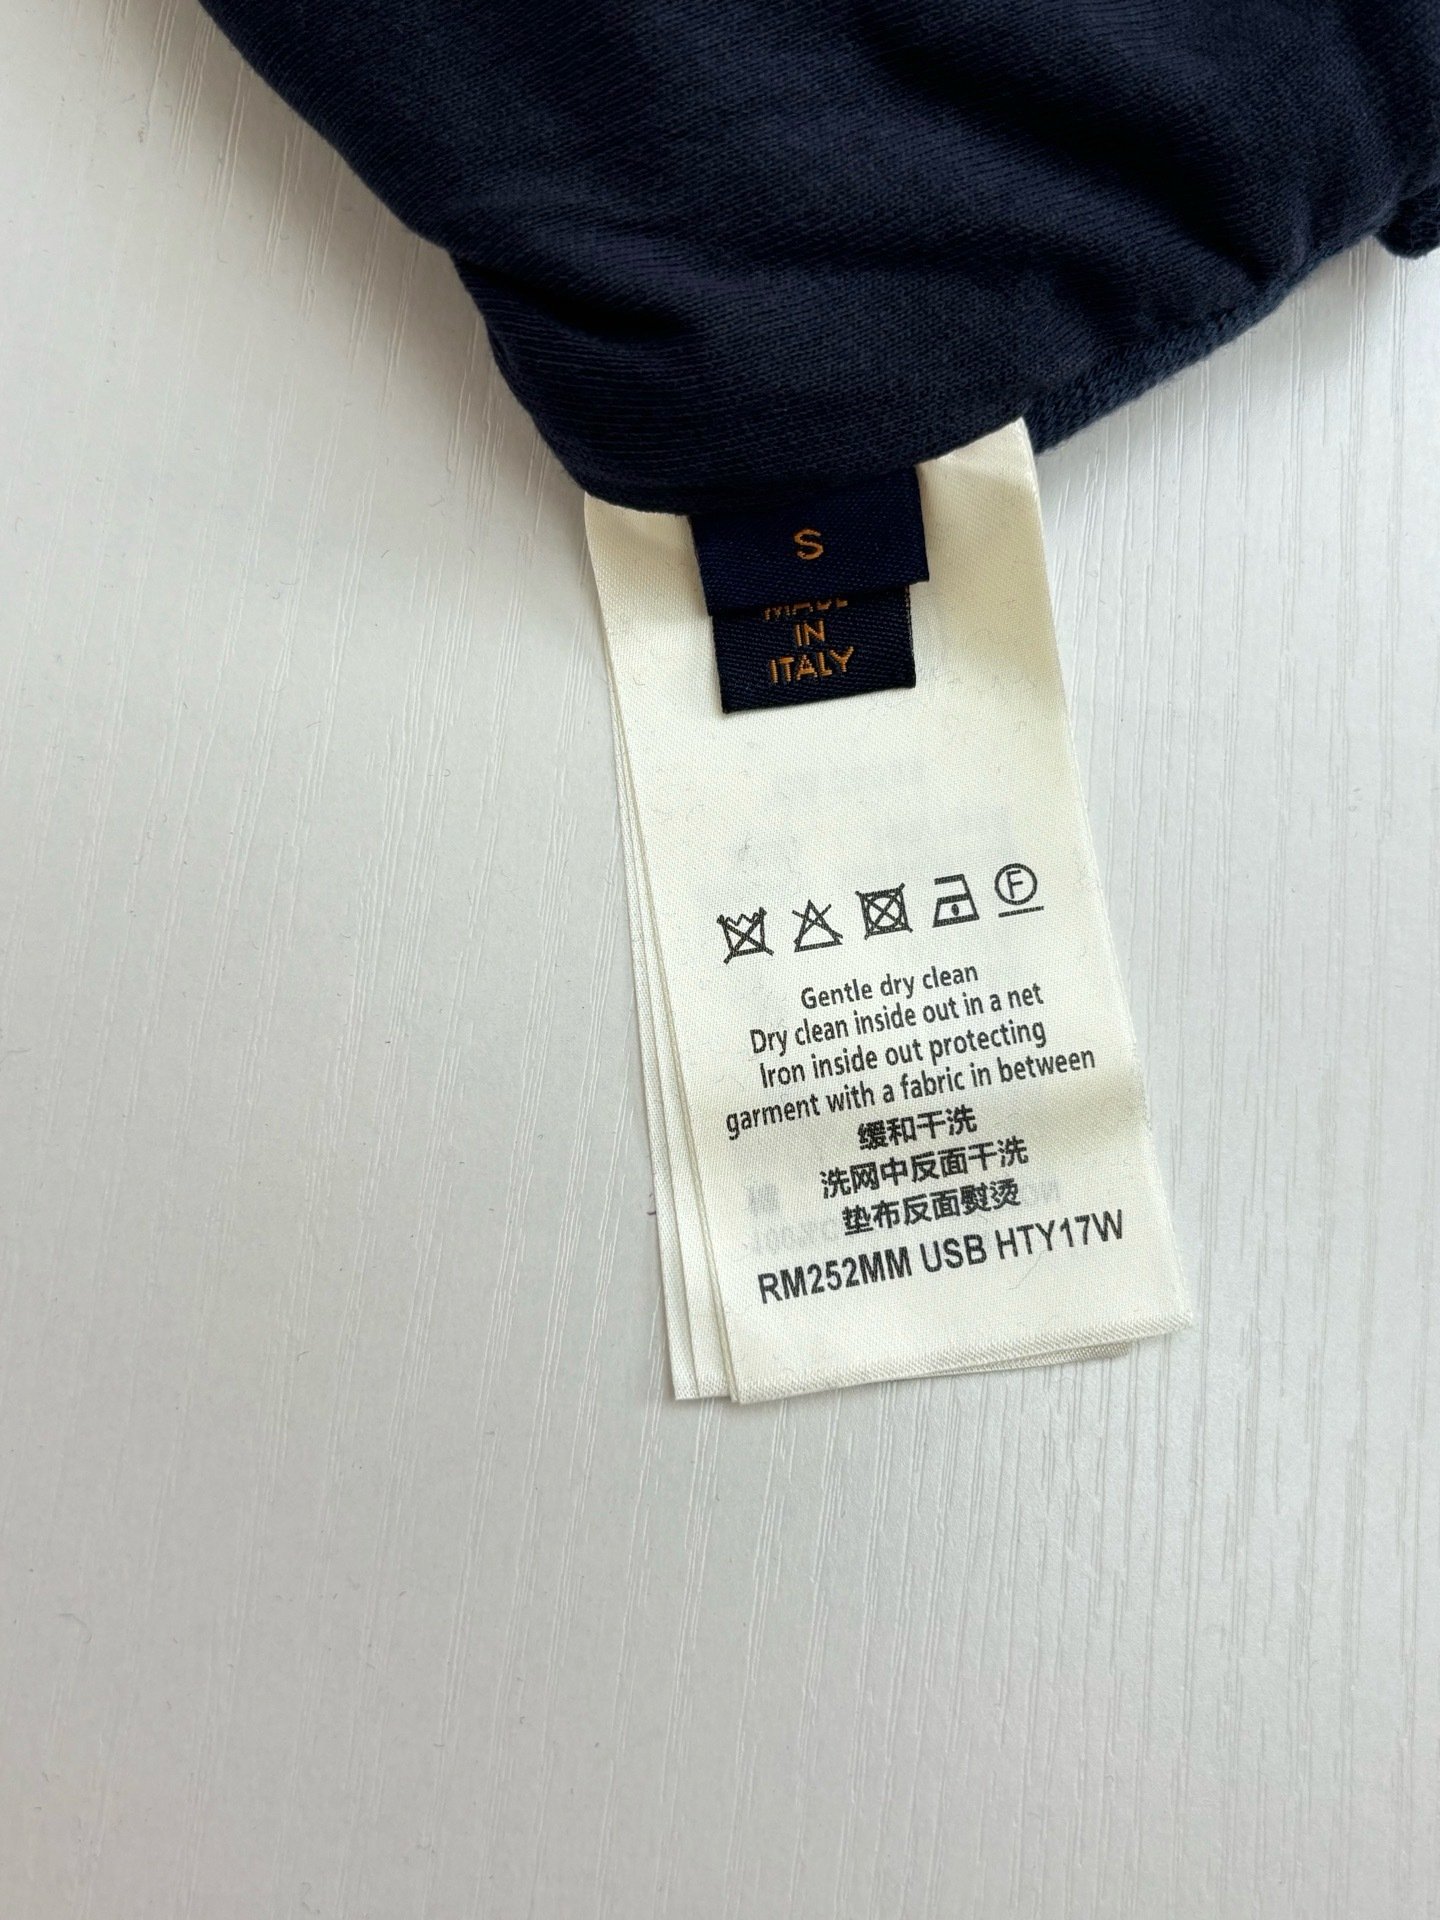 S
MADE
IN
ITALY
F
Gentle dry clean
Dry clean inside out in a net
Iron inside out protecting
garment with a fabric in between
缓和干洗
洗网中反面干洗
垫布反面熨烫
RM252MM USB HTY17W